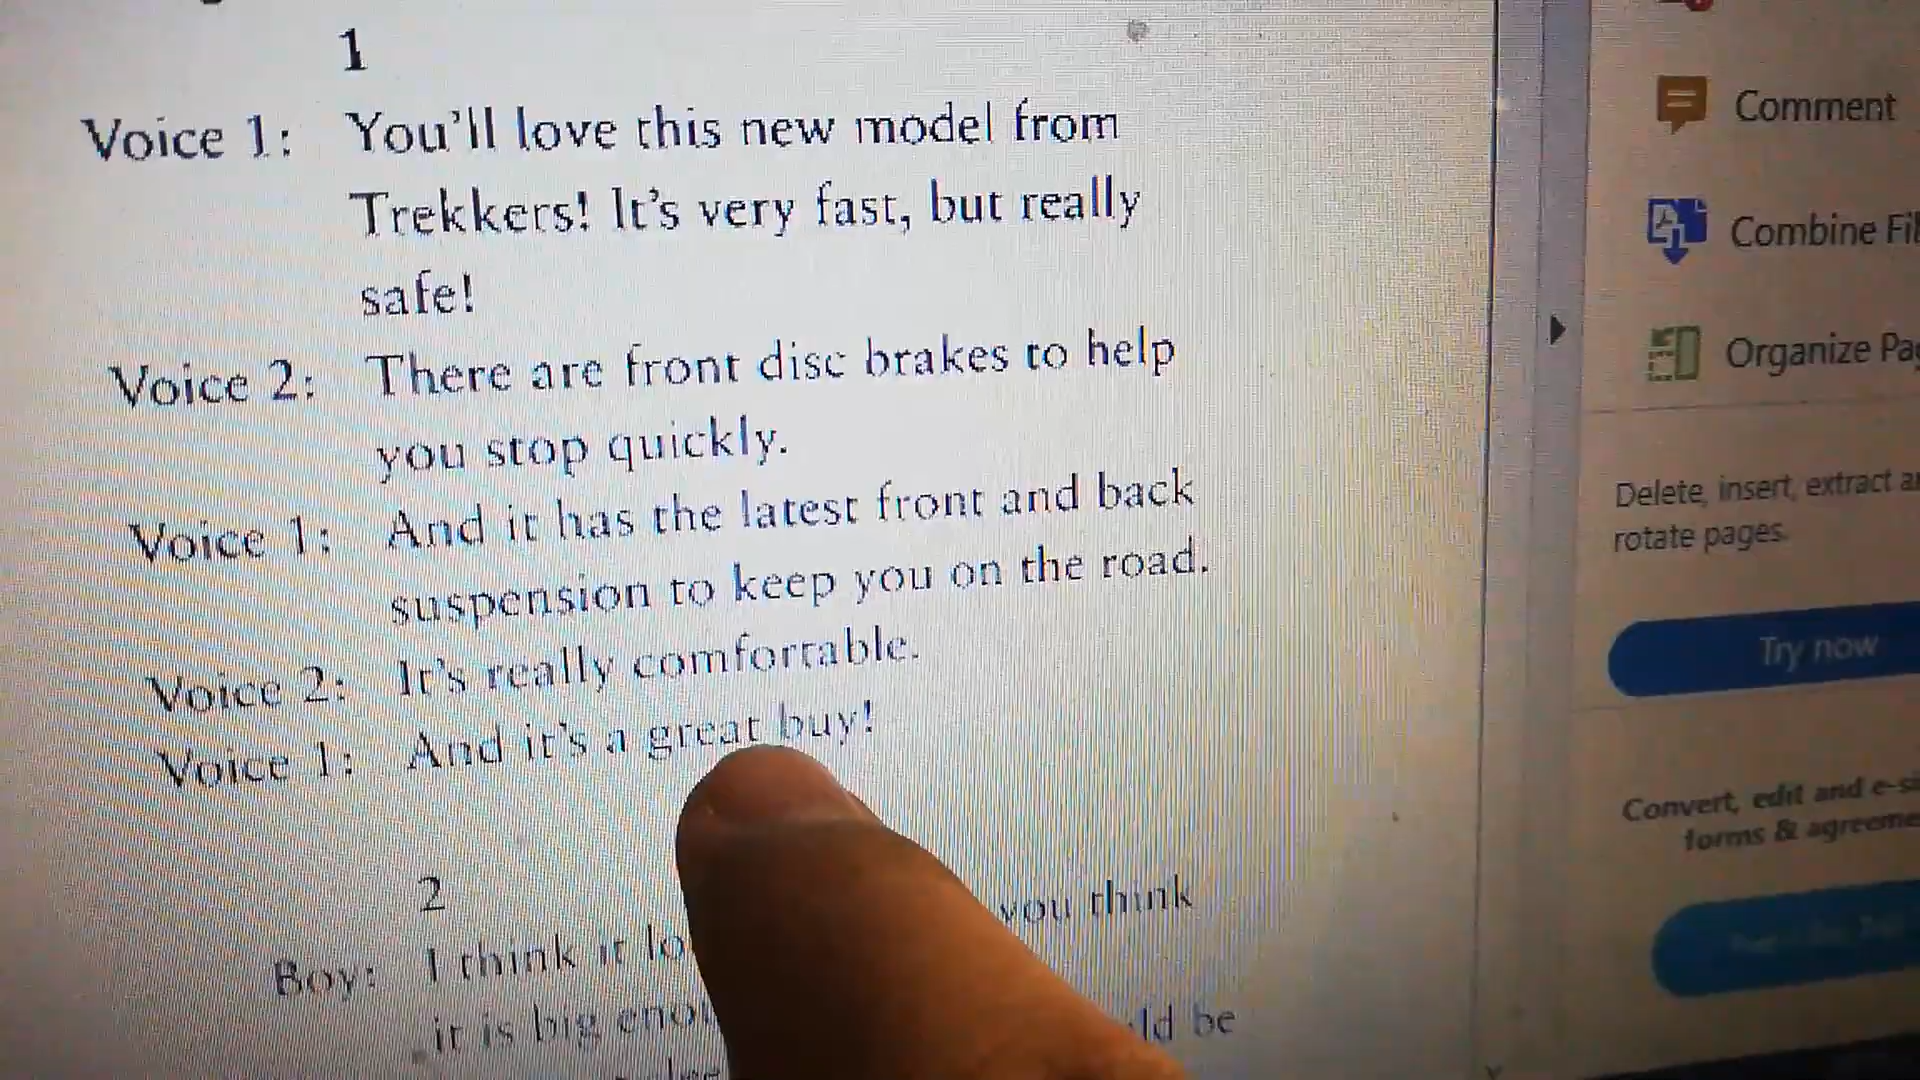 1
Voice 1: You'll love this new model from
Trekkers! It's very fast, but really
safe!
Voice 2: There are front disc brakes to help
you stop quickly.
Voice 1: And it has the latest front and back
suspension to keep you on the road.
Voice 2: It's really comfortable.
Voice 1: And it's a great buy!
2
Boy: I think it you think
it is big be
Comment
Combine
Organize
Delete, insert, extract
rotate pages.
Try now
Convert, edit and
forms &